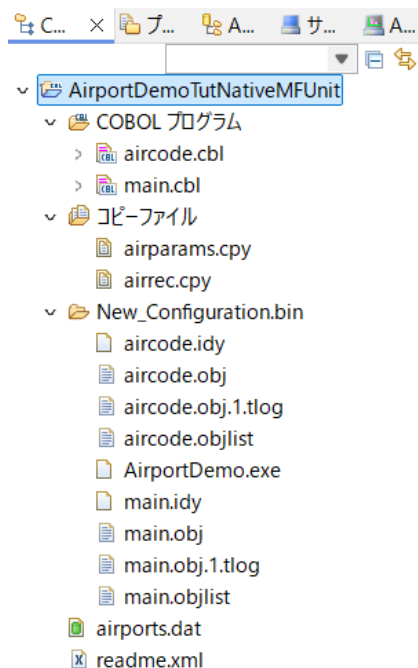 C... プ... A... サ... A...
AirportDemoTutNativeMFUnit
COBOL プログラム
aircode.cbl
main.cbl
コピーファイル
airparams.cpy
airrec.cpy
New_Configuration.bin
aircode.idy
aircode.obj
aircode.obj.1.tlog
aircode.objlist
AirportDemo.exe
main.idy
main.obj
main.obj.1.tlog
main.objlist
airports.dat
readme.xml